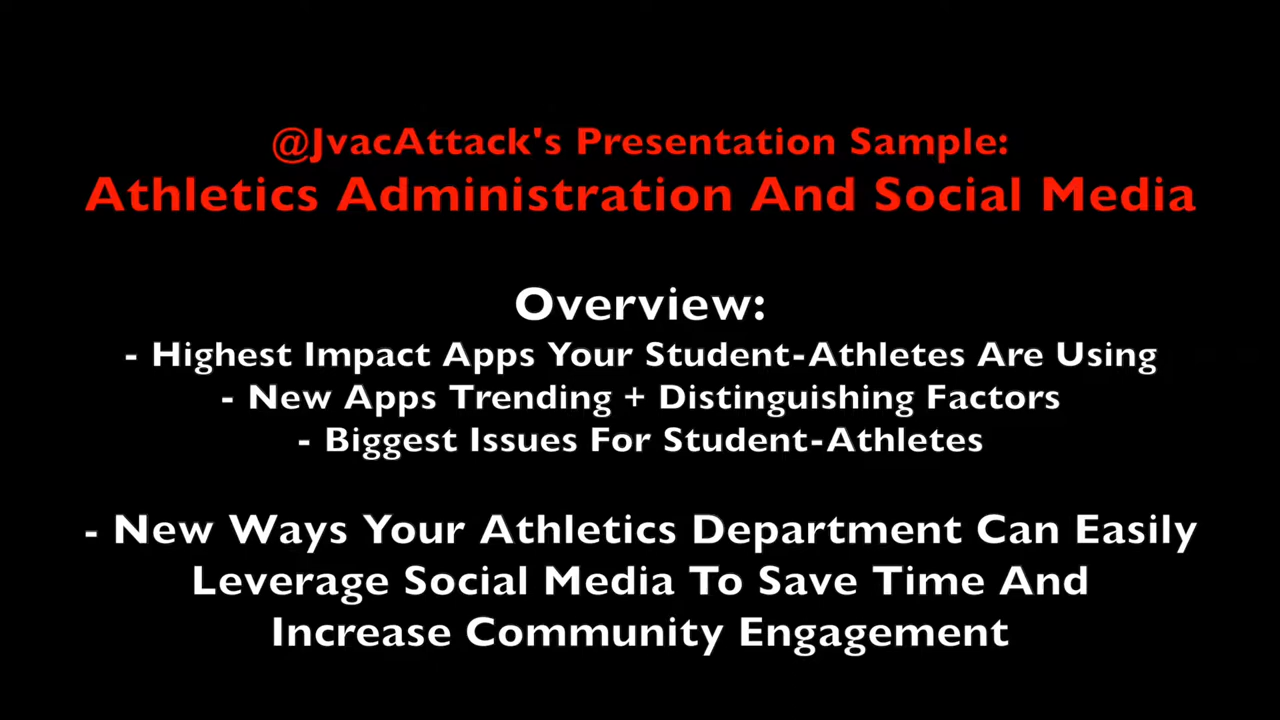 @JvacAttack's Presentation Sample:
Athletics Administration And Social Media
Overview:
- Highest Impact Apps Your Student-Athletes Are Using
- New Apps Trending + Distinguishing Factors
- Biggest Issues For Student-Athletes
- New Ways Your Athletics Department Can Easily
Leverage Social Media To Save Time And
Increase Community Engagement